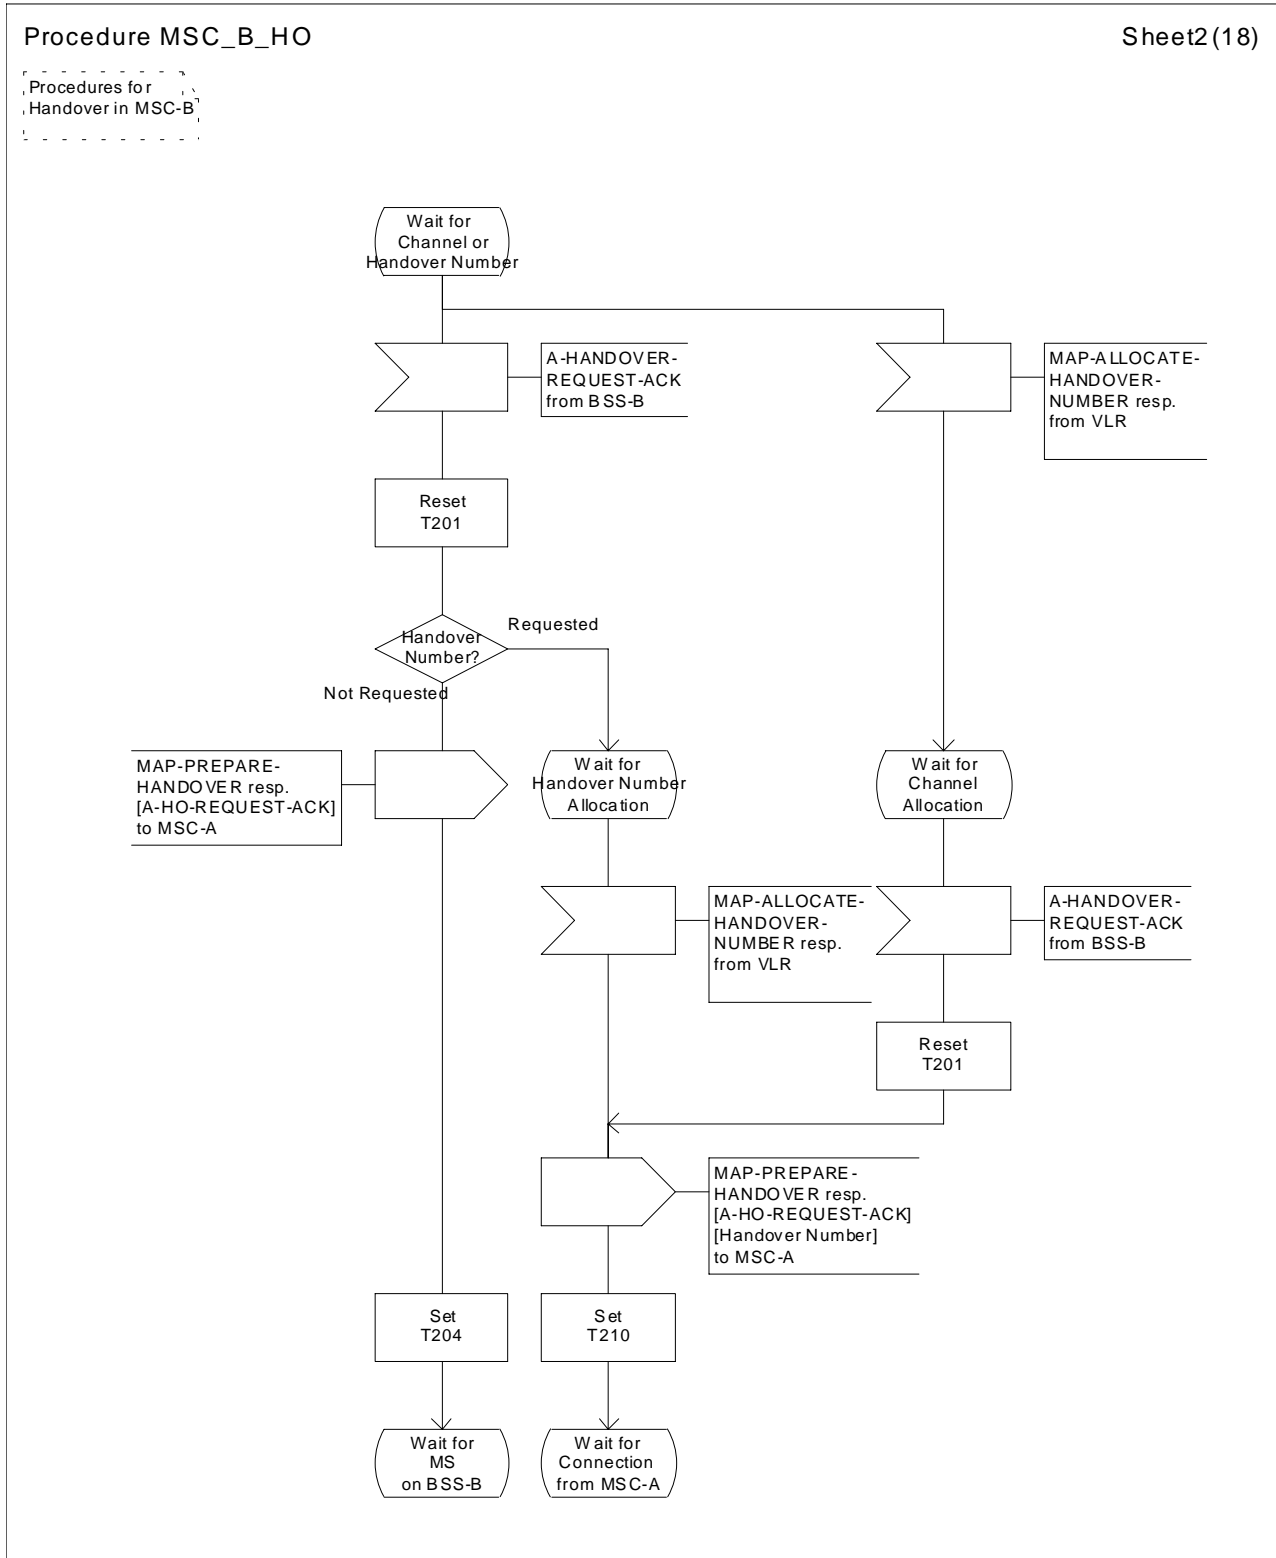 Procedure MSC_B_HO
Sheet2(18)
Procedures for
Handover in MSC-B
Wait for
Channel or
Handover Number
A-HANDOVER-
REQUEST-ACK
from BSS-B
MAP-ALLOCATE-
HANDOVER-
NUMBER resp.
from VLR
Reset
T201
Handover
Number?
Requested
Not Requested
MAP-PREPARE-
HANDOVER resp.
[A-HO-REQUEST-ACK]
to MSC-A
Wait for
Handover Number
Allocation
Wait for
Channel
Allocation
MAP-ALLOCATE-
HANDOVER-
NUMBER resp.
from VLR
A-HANDOVER-
REQUEST-ACK
from BSS-B
Reset
T201
MAP-PREPARE-
HANDOVER resp.
[A-HO-REQUEST-ACK]
[Handover Number]
to MSC-A
Set
T204
Set
T210
Wait for
MS
on BSS-B
Wait for
Connection
from MSC-A